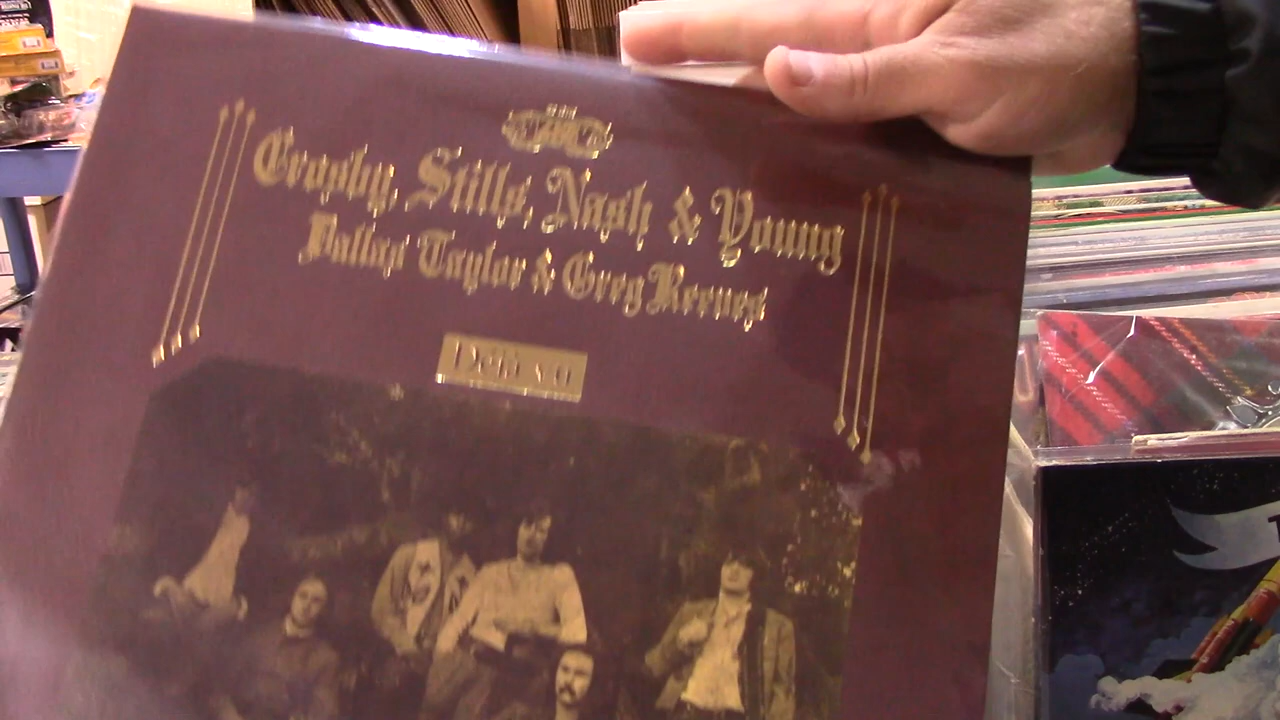 Crosby, Stills, Nash & Young
Dallas Taylor & Greg Reeves
Déjà vu